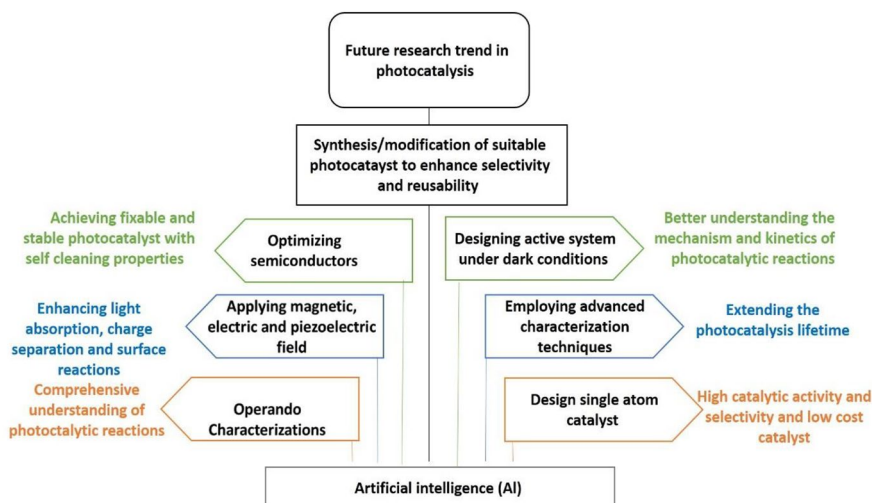 Future research trend in
photocatalysis
Synthesis/modification of suitable
photocatayst to enhance selectivity
and reusability
Achieving fixable and
stable photocatalyst with
self cleaning properties
Optimizing
semiconductors
Designing active system
under dark conditions
Better understanding the
mechanism and kinetics of
photocatalytic reactions
Enhancing light
absorption, charge
separation and surface
reactions
Applying magnetic,
electric and piezoelectric
field
Employing advanced
characterization
techniques
Extending the
photocatalysis lifetime
Comprehensive
understanding of
photoctalytic reactions
Operando
Characterizations
Design single atom
catalyst
High catalytic activity and
selectivity and low cost
catalyst
Artificial intelligence (Al)